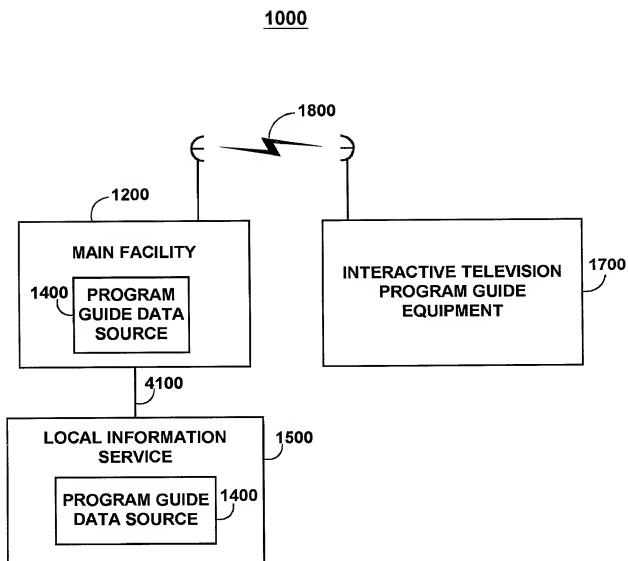 1000
1800
1200
MAIN FACILITY
1400
PROGRAM
GUIDE DATA
SOURCE
INTERACTIVE TELEVISION
PROGRAM GUIDE
EQUIPMENT
1700
4100
LOCAL INFORMATION
SERVICE
1500
PROGRAM GUIDE
DATA SOURCE
1400